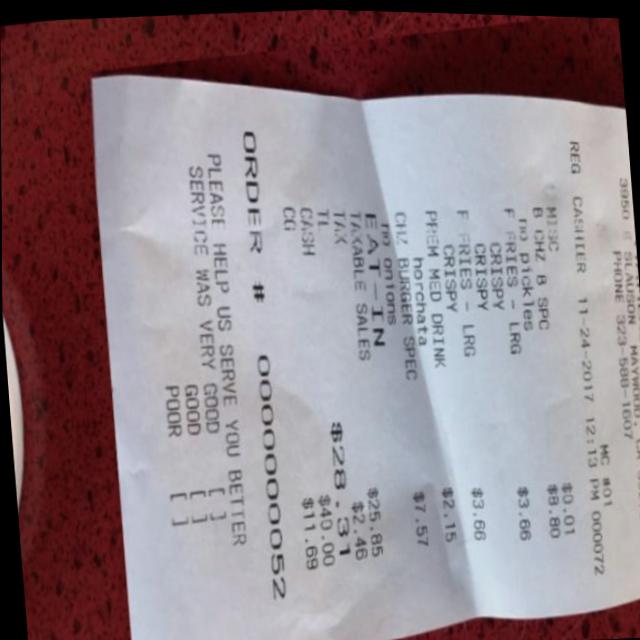 3950 E SLAUSON, MAYWOOD, CA
PHONE 323-588-1607
MC #01
REG CASHIER 11-24-2017 12:13 PM 000072
MISC $0.01
B CHZ B SPC $8.80
no pickles
F FRIES - LRG $3.66
CRISPY
CRISPY
F FRIES - LRG $3.66
CRISPY
PREM MED DRINK $2.15
horchata
CHZ BURGER SPEC $7.57
no onions
EAT-IN
TAXABLE SALES $25.85
TAX $2.46
TL $28.31
CASH $40.00
CG $11.69
ORDER # 0000000052
PLEASE HELP US SERVE YOU BETTER
SERVICE WAS VERY GOOD [ ]
GOOD [ ]
POOR [ ]